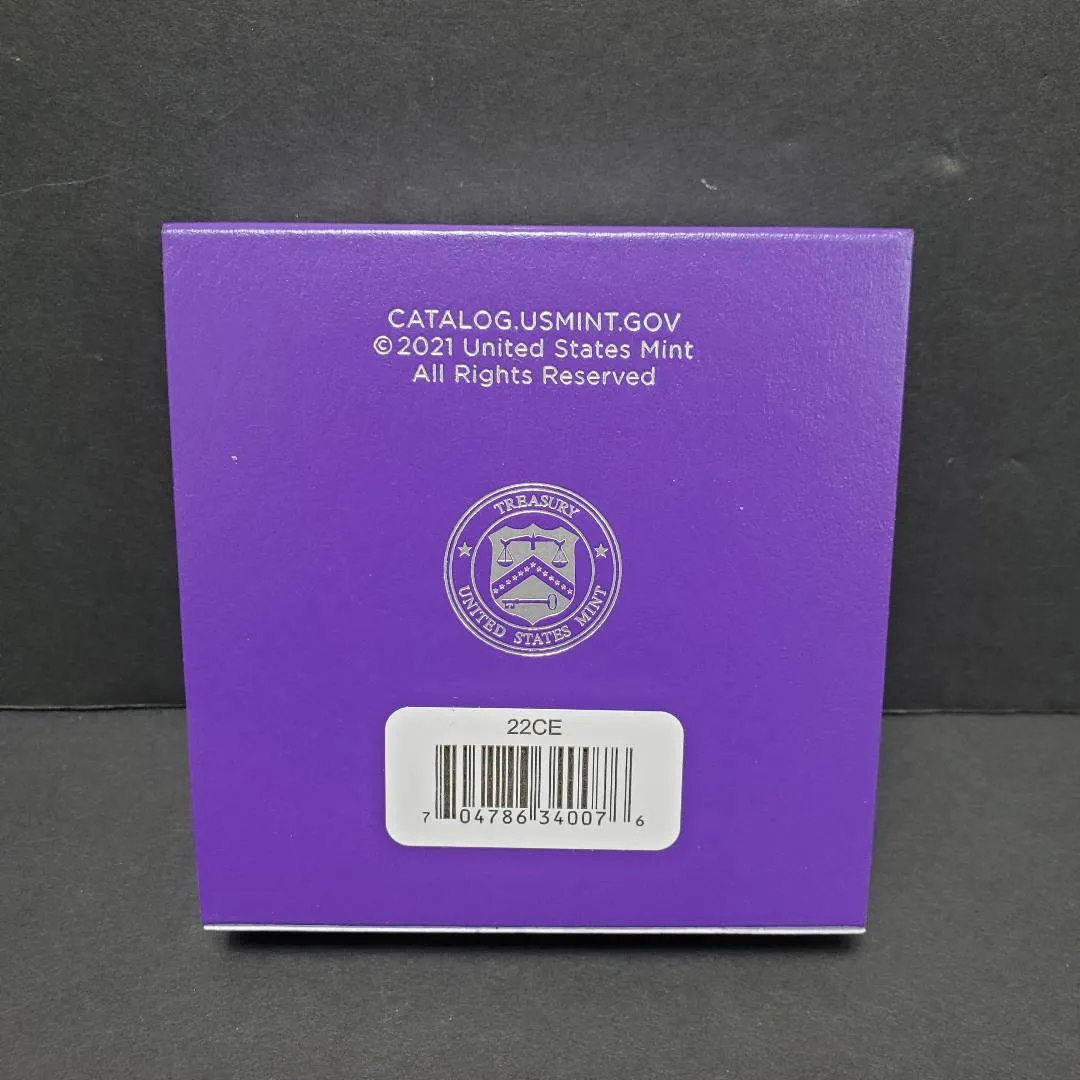 CATALOG.USMINT.GOV
©2021 United States Mint
All Rights Reserved
TREASURY
UNITED STATES MINT
22CE
7 04786 34007 6